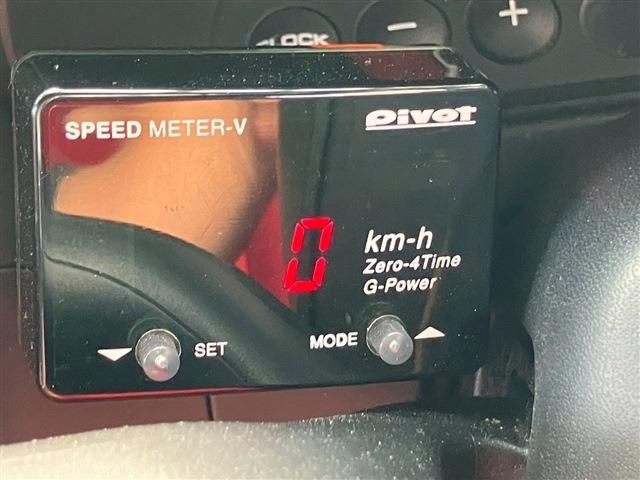 CLOCK
− +
SPEED METER-V
Pivot
0 km-h
Zero-4Time
G-Power
SET
MODE